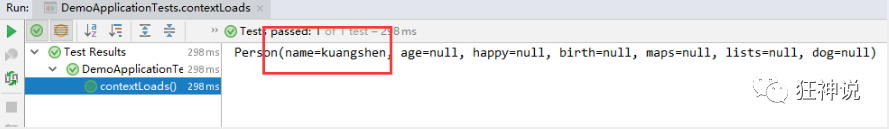 Run: DemoApplicationTests.contextLoads ×
» Tests passed: 1 of 1 test – 298 ms
Test Results 298 ms
DemoApplicationTe 298 ms
contextLoads() 298 ms
Person(name=kuangshen, age=null, happy=null, birth=null, maps=null, lists=null, dog=null)
狂神说